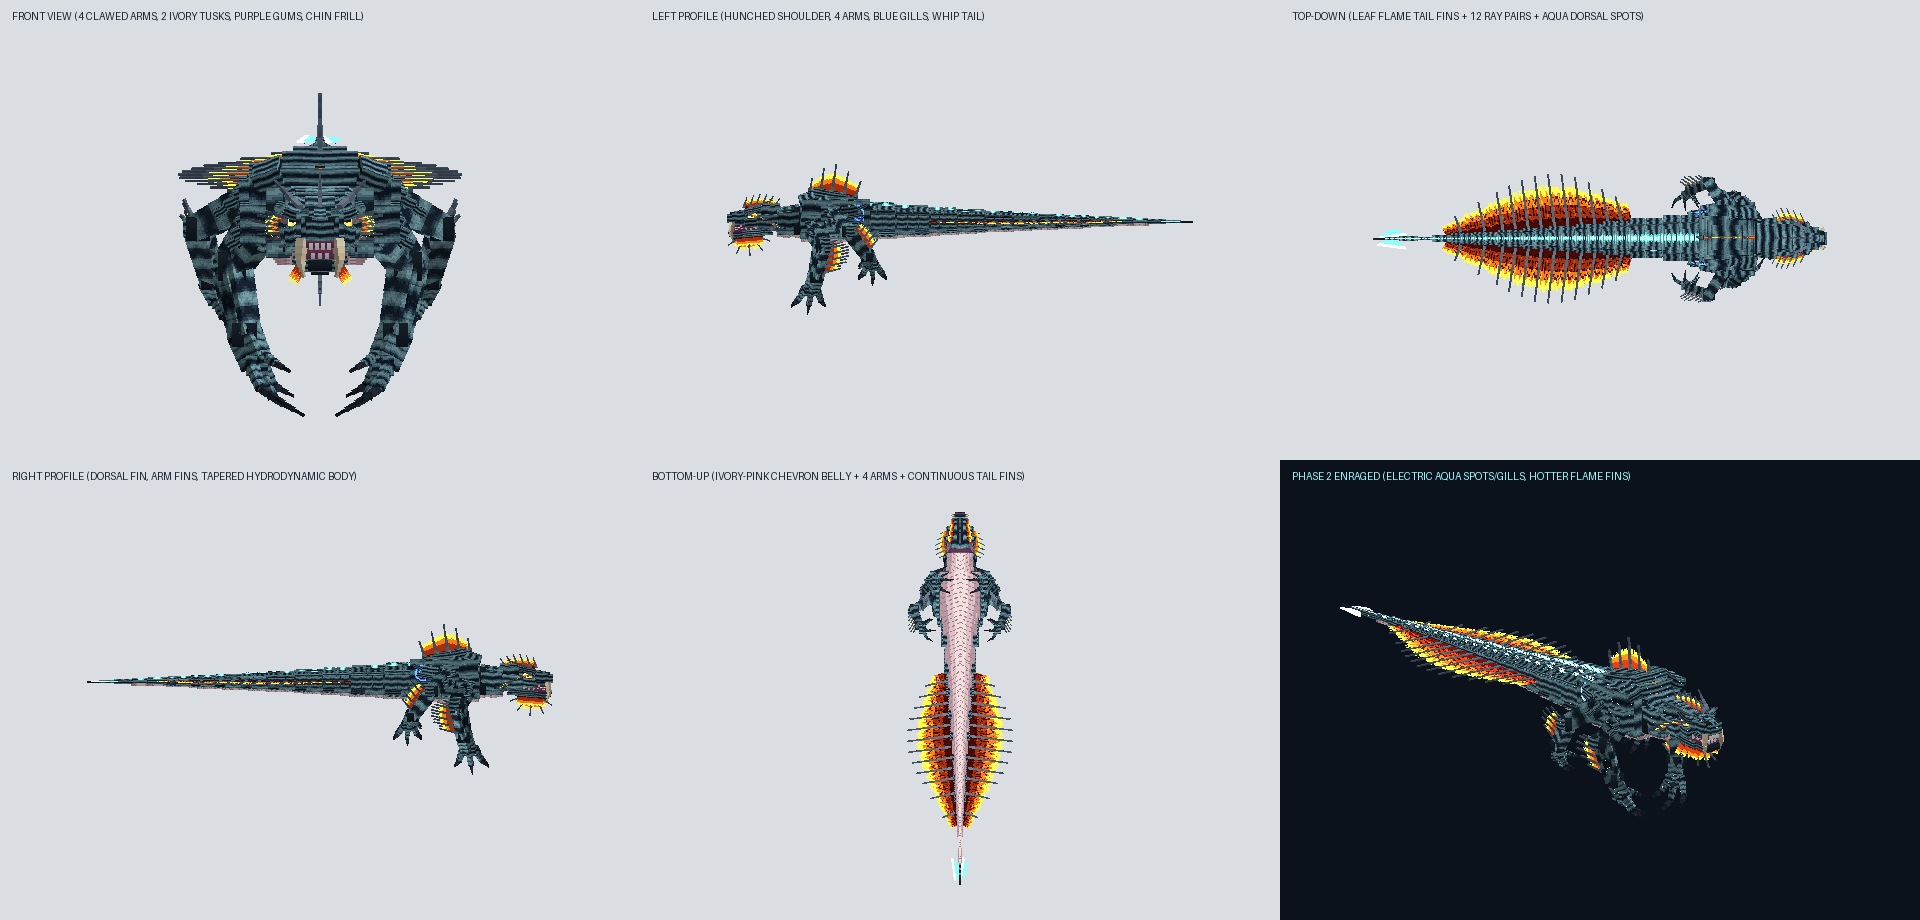 FRONT VIEW (4 CLAWED ARMS, 2 IVORY TUSKS, PURPLE GUMS, CHIN FRILL)
LEFT PROFILE (HUNCHED SHOULDER, 4 ARMS, BLUE GILLS, WHIP TAIL)
TOP-DOWN (LEAF FLAME TAIL FINS + 12 RAY PAIRS + AQUA DORSAL SPOTS)
RIGHT PROFILE (DORSAL FIN, ARM FINS, TAPERED HYDRODYNAMIC BODY)
BOTTOM-UP (IVORY-PINK CHEVRON BELLY + 4 ARMS + CONTINUOUS TAIL FINS)
PHASE 2 ENRAGED (ELECTRIC AQUA SPOTS/GILLS, HOTTER FLAME FINS)